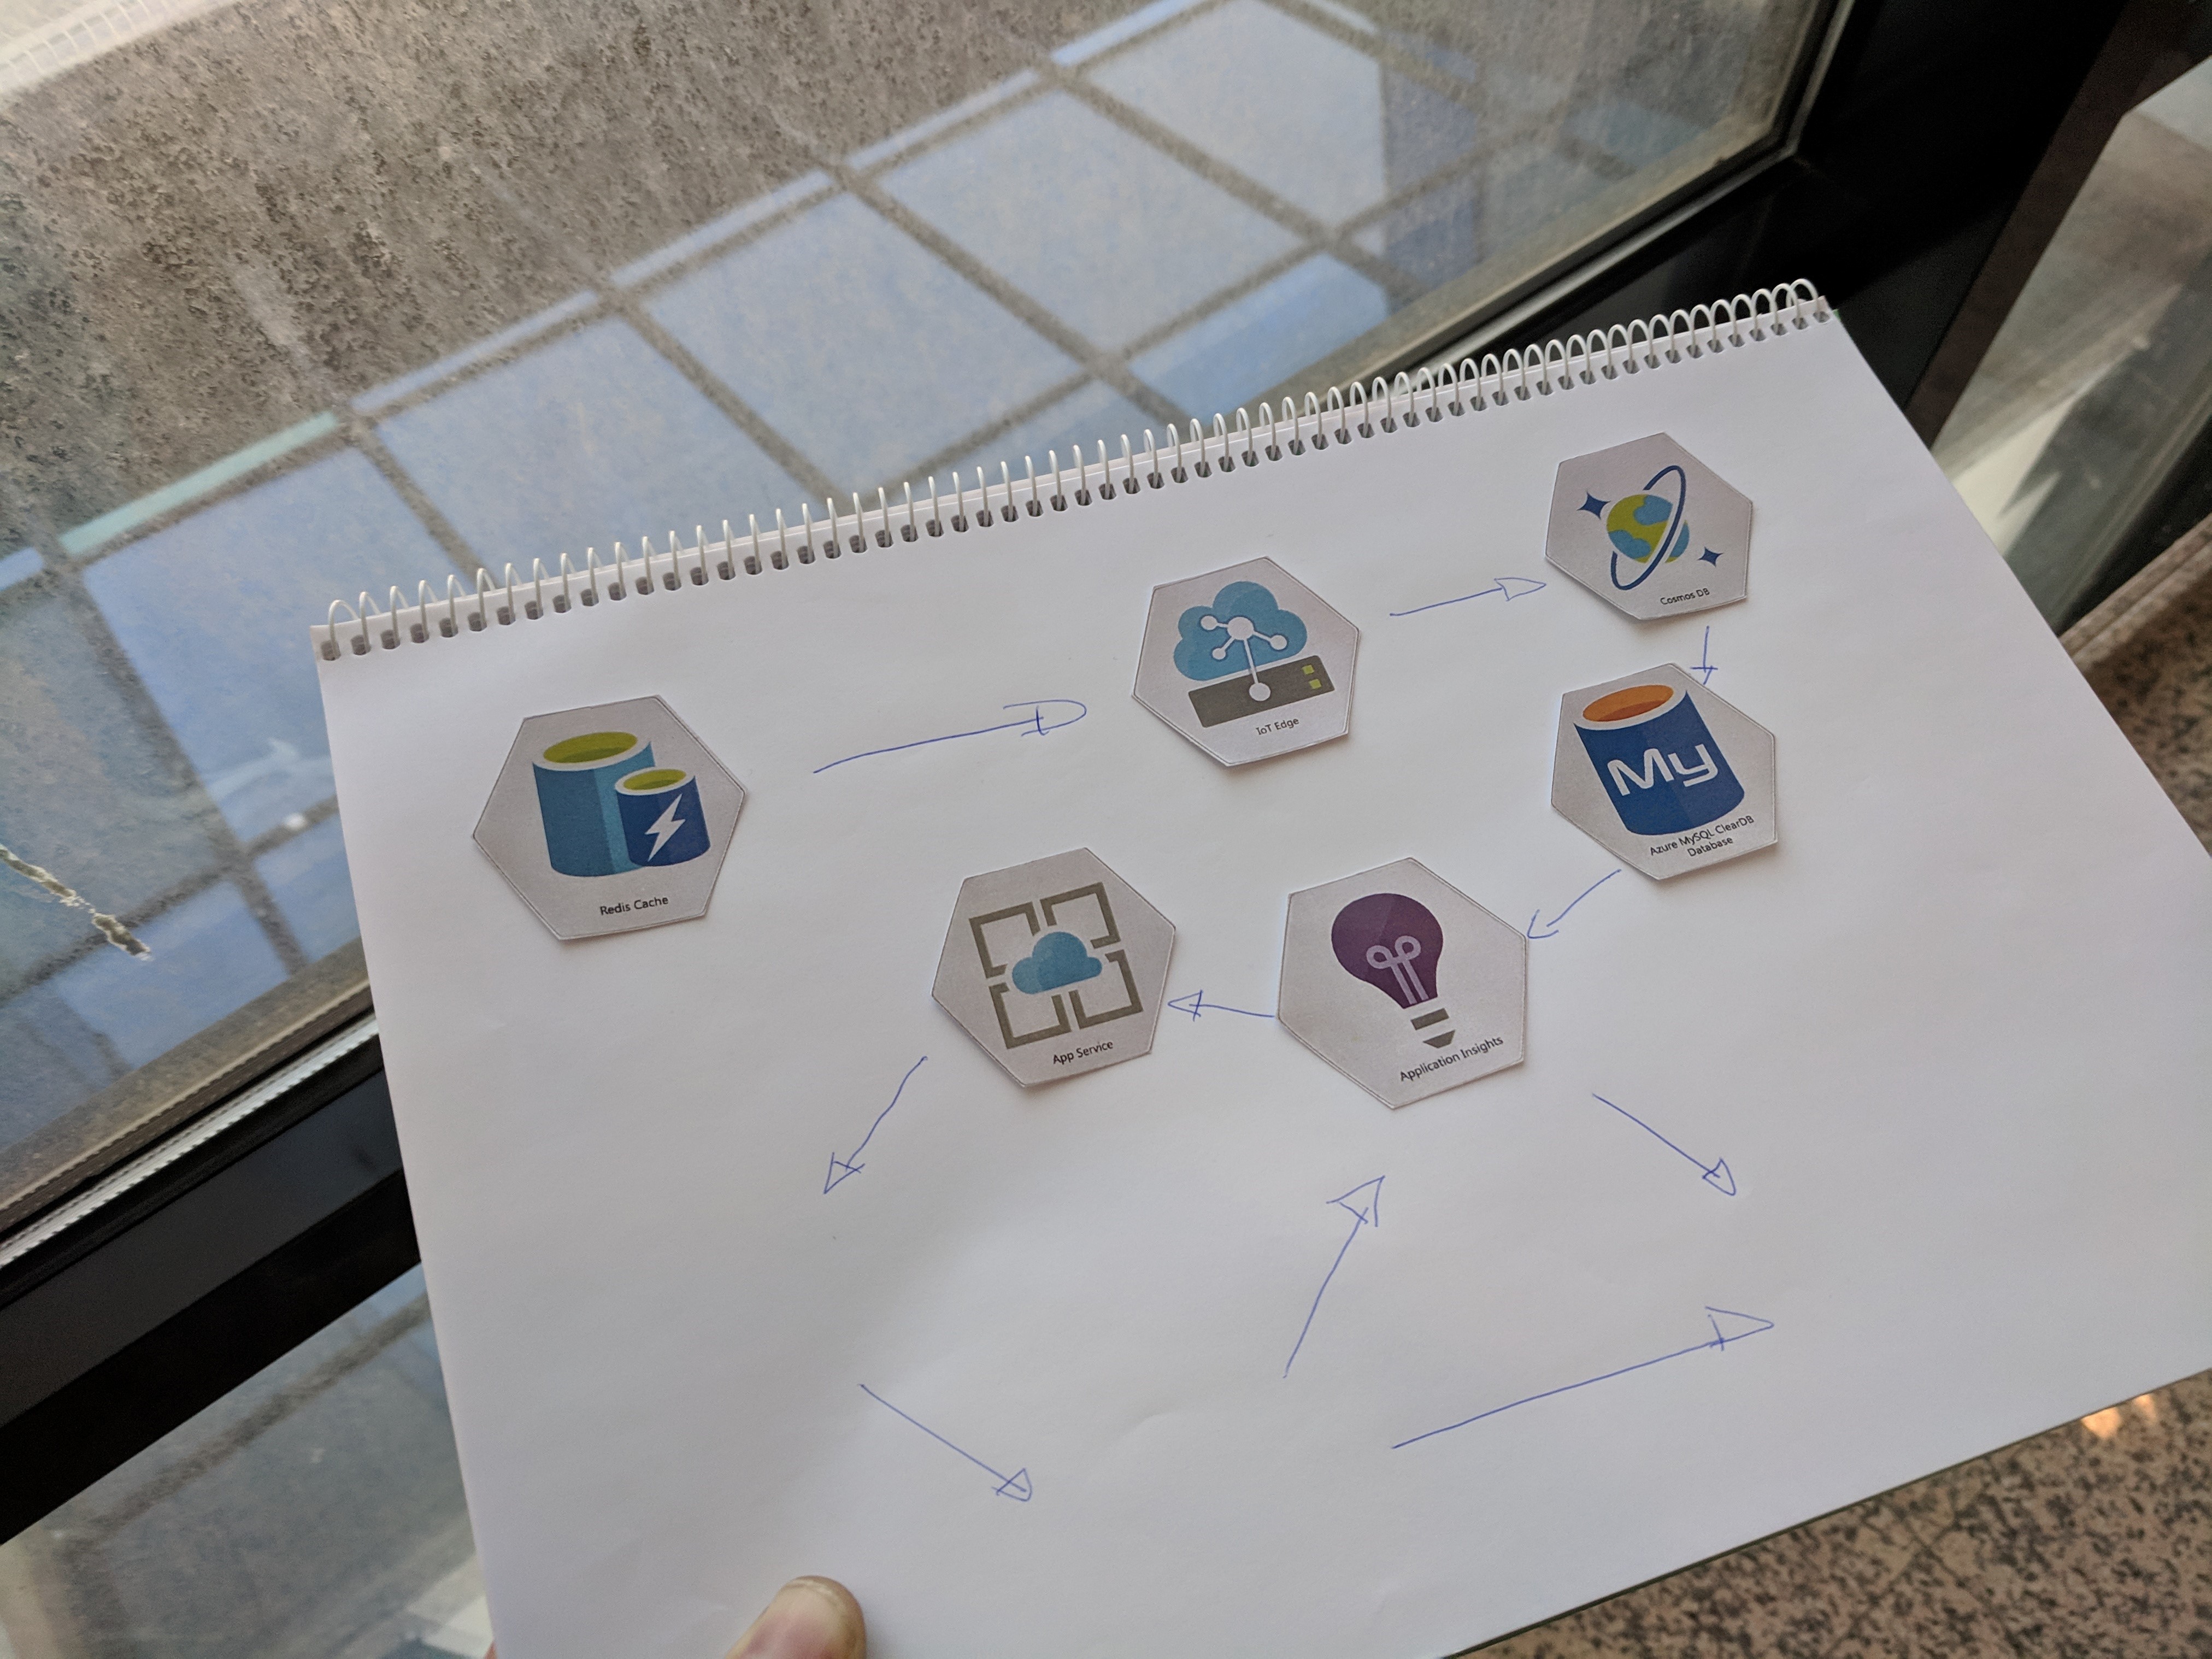 Cosmos DB
IoT Edge
My
Azure MySQL ClearDB
Database
Redis Cache
App Service
Application Insights